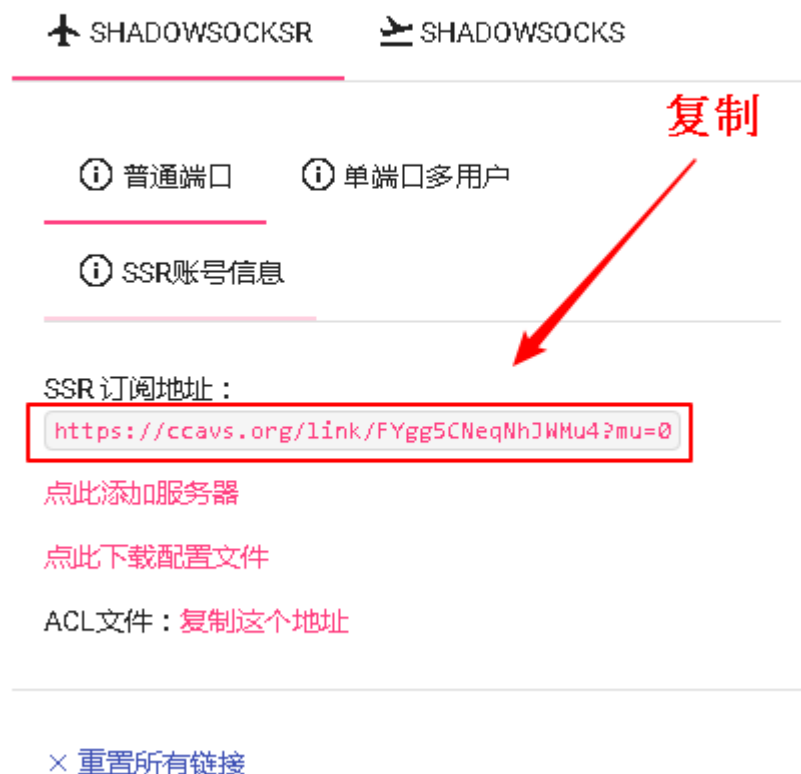 SHADOWSOCKSR SHADOWSOCKS
复制
普通端口 单端口多用户
SSR账号信息
SSR 订阅地址：
https://ccavs.org/link/FYgg5CNeqNhJWMu4?mu=0
点此添加服务器
点此下载配置文件
ACL文件：复制这个地址
× 重置所有链接